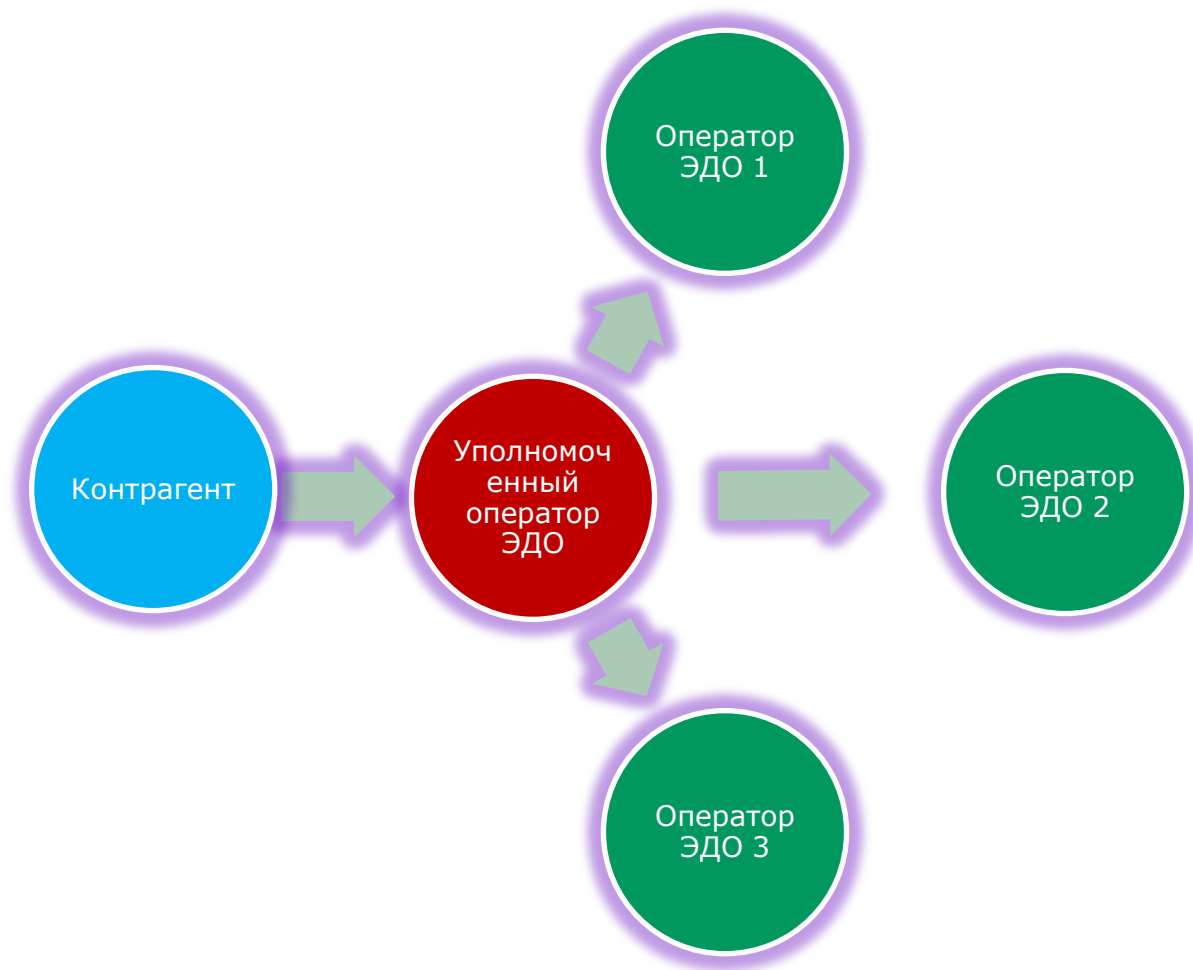 Оператор
ЭДО 1
Контрагент
Уполномоч
енный
оператор
ЭДО
Оператор
ЭДО 2
Оператор
ЭДО 3